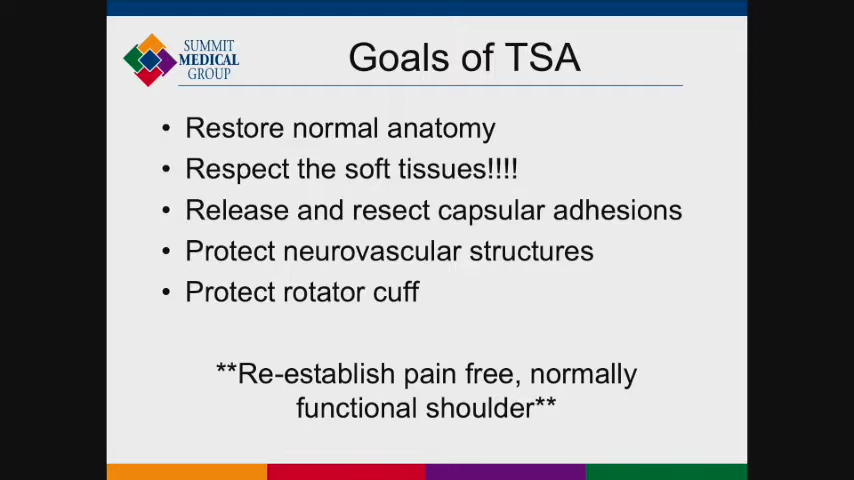 SUMMIT
MEDICAL
GROUP
Goals of TSA
• Restore normal anatomy
• Respect the soft tissues!!!!
• Release and resect capsular adhesions
• Protect neurovascular structures
• Protect rotator cuff
**Re-establish pain free, normally
functional shoulder**